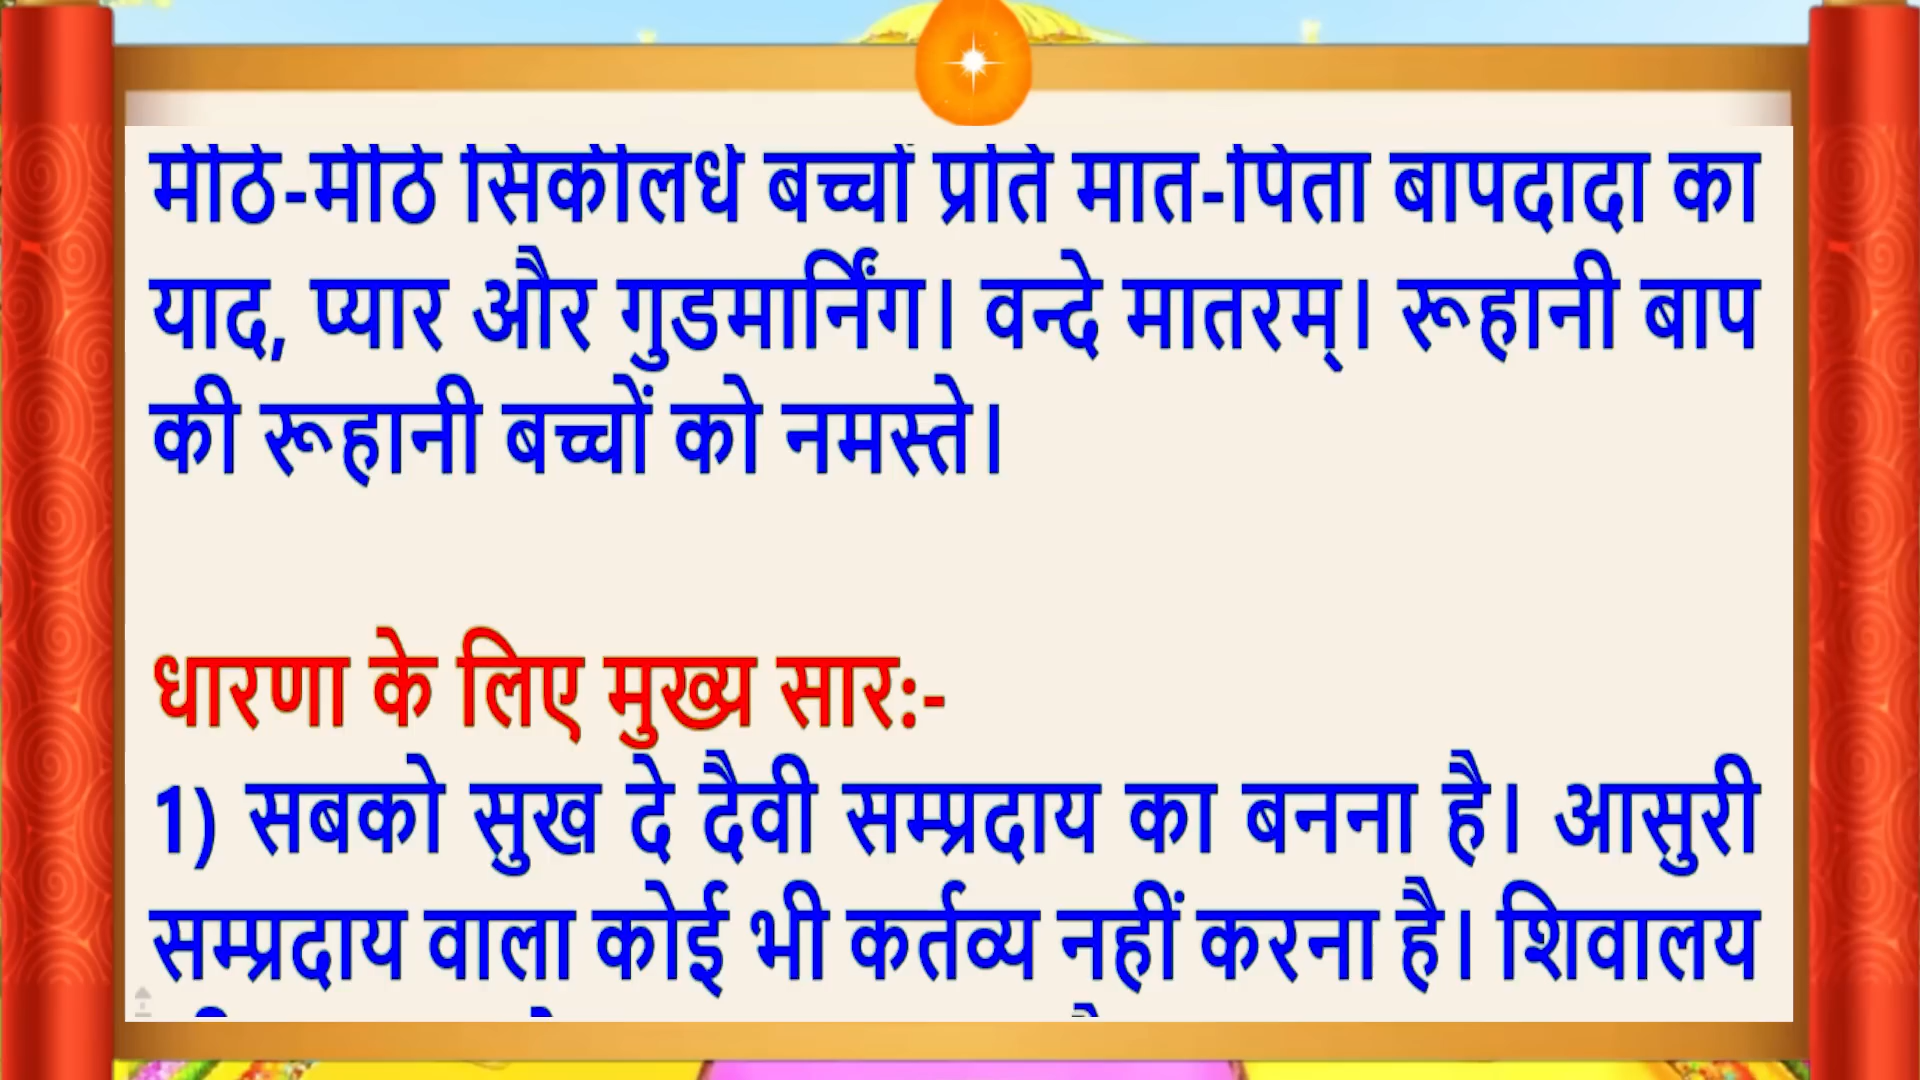 मीठे-मीठे सिकीलधे बच्चों प्रति मात-पिता बापदादा का
याद, प्यार और गुडमार्निंग। वन्दे मातरम्। रूहानी बाप
की रूहानी बच्चों को नमस्ते।
धारणा के लिए मुख्य सार:-
1) सबको सुख दे दैवी सम्प्रदाय का बनना है। आसुरी
सम्प्रदाय वाला कोई भी कर्तव्य नहीं करना है। शिवालय